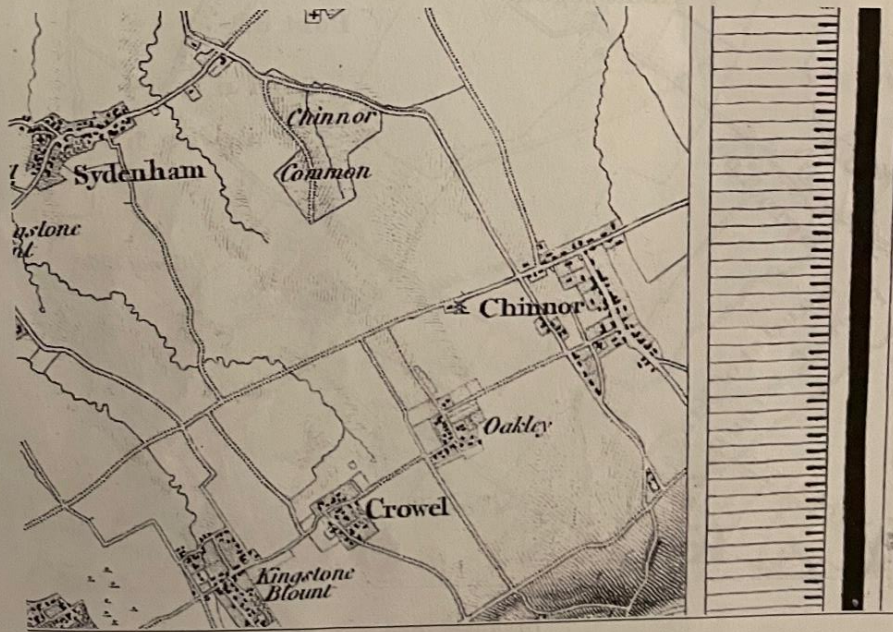 Chinnor
Common
Sydenham
Chinnor
Oakley
Crowel
Kingstone
Blount